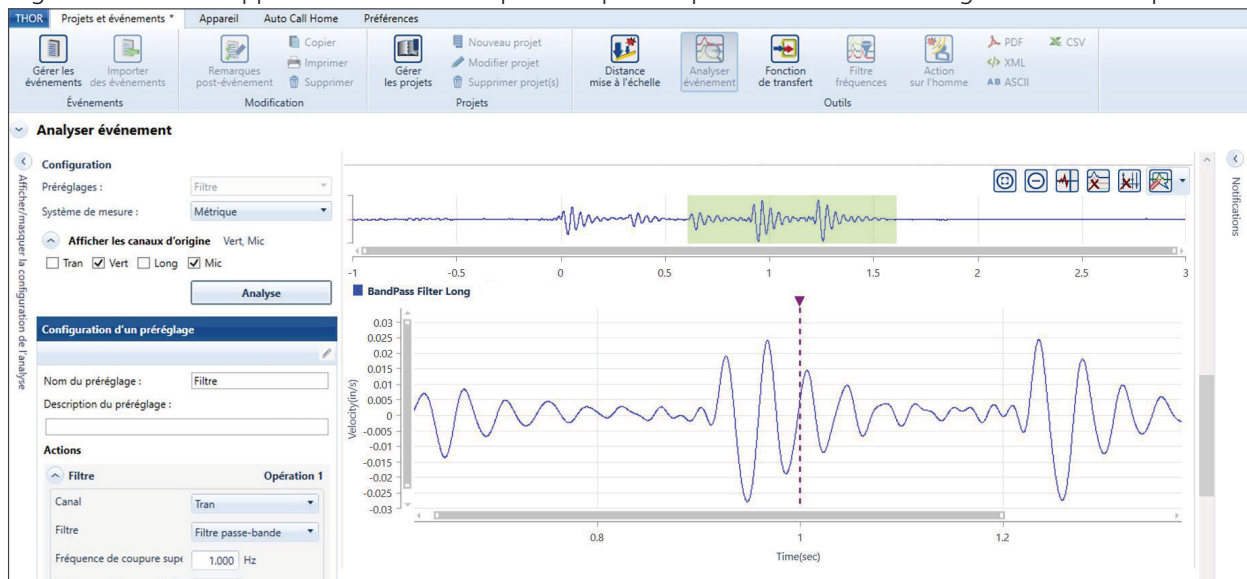 THOR Projets et événements * Appareil Auto Call Home Préférences
Gérer les événements
Importer des événements
Événements
Remarques post-événement
Copier
Imprimer
Supprimer
Modification
Gérer les projets
Nouveau projet
Modifier projet
Supprimer projet(s)
Projets
Distance mise à l'échelle
Analyser événement
Fonction de transfert
Filtre fréquences
Action sur l'homme
PDF
XML
ASCII
CSV
Outils
Analyser événement
Afficher/masquer la configuration de l'analyse
Configuration
Préréglages : Filtre
Système de mesure : Métrique
Afficher les canaux d'origine Vert, Mic
Tran Vert Long Mic
Analyse
Configuration d'un préréglage
Nom du préréglage : Filtre
Description du préréglage :
Actions
Filtre Opération 1
Canal Tran
Filtre Filtre passe-bande
Fréquence de coupure supé 1.000 Hz
-1 -0.5 0 0.5 1 1.5 2 2.5 3
BandPass Filter Long
Velocity(in/s)
0.03
0.025
0.02
0.015
0.01
0.005
0
-0.005
-0.01
-0.015
-0.02
-0.025
-0.03
0.8 1 1.2
Time(sec)
Notifications